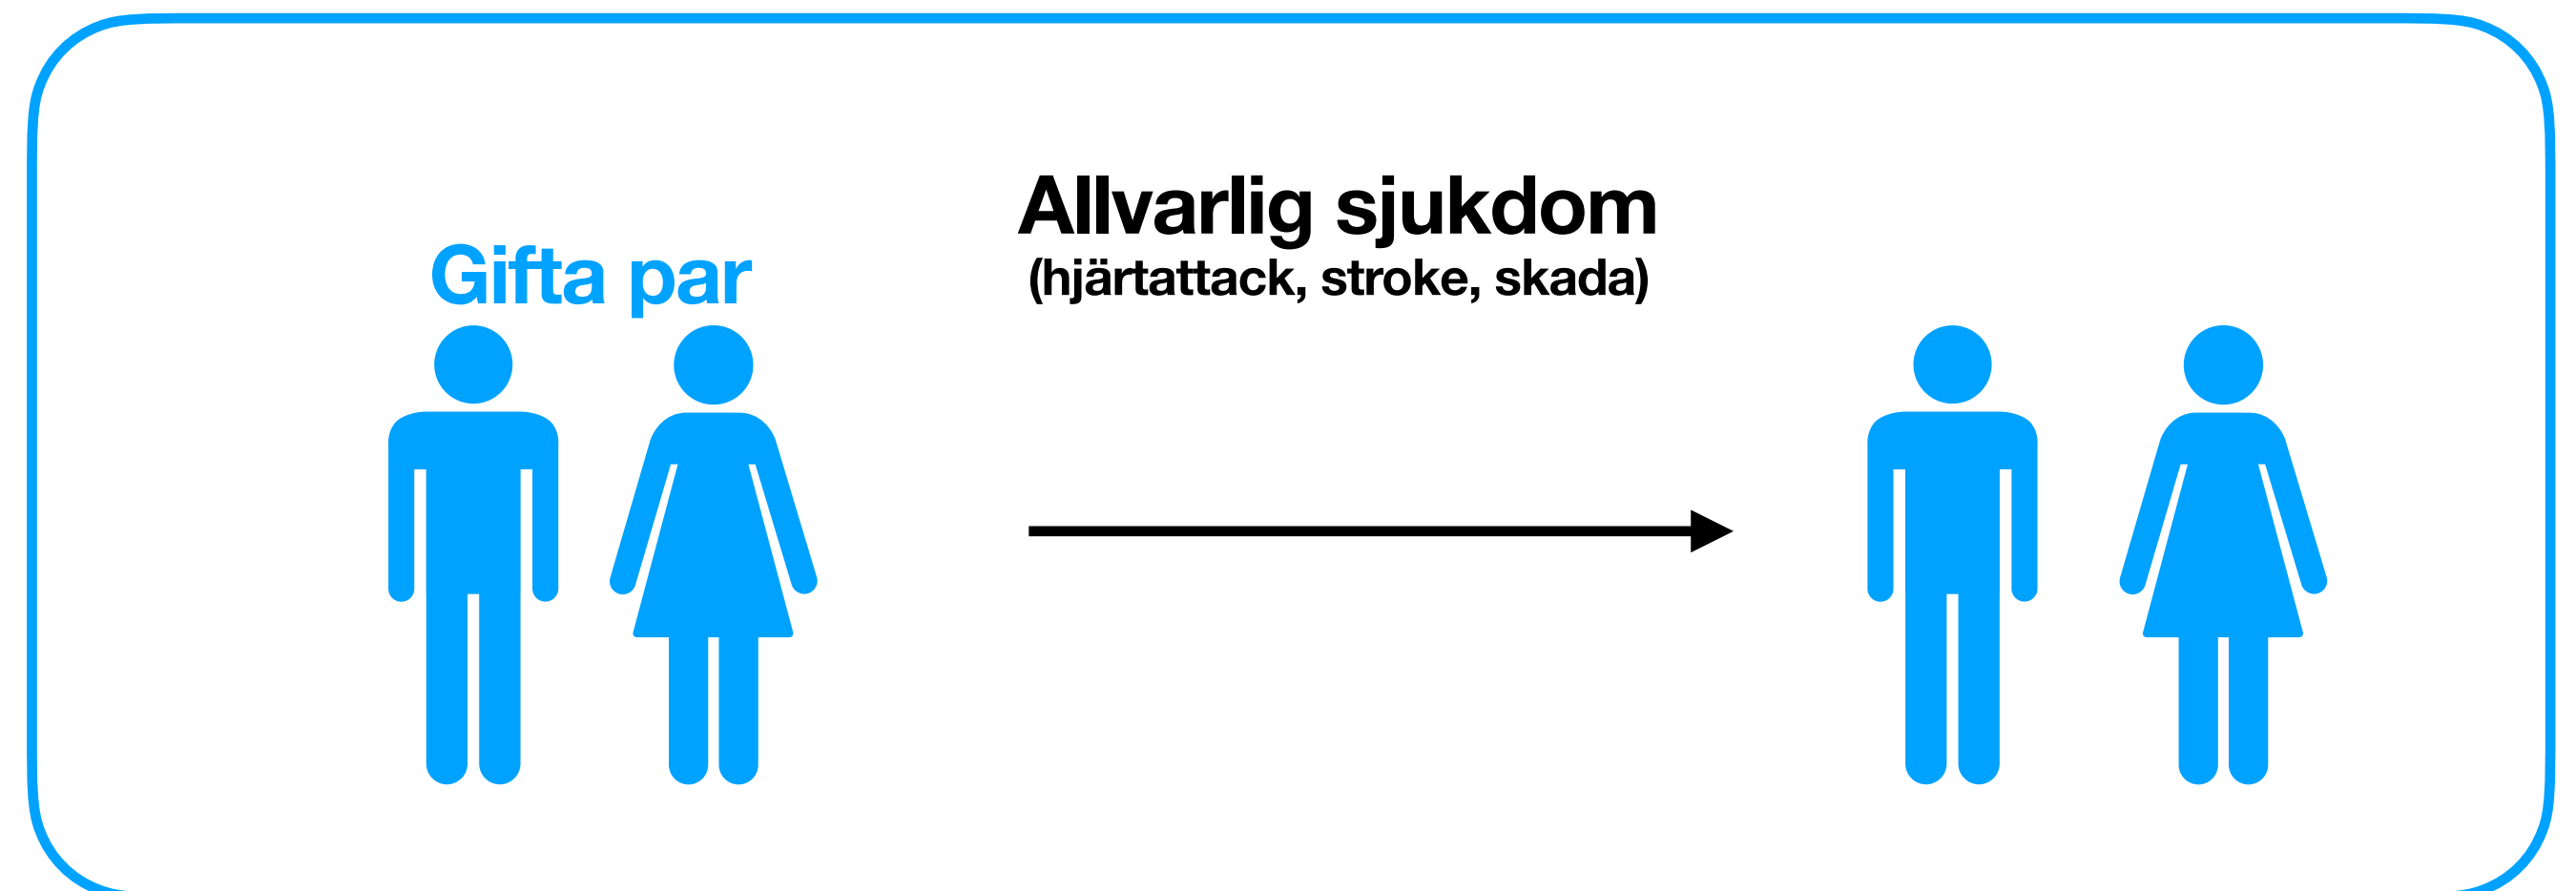 Allvarlig sjukdom
(hjärtattack, stroke, skada)
Gifta par